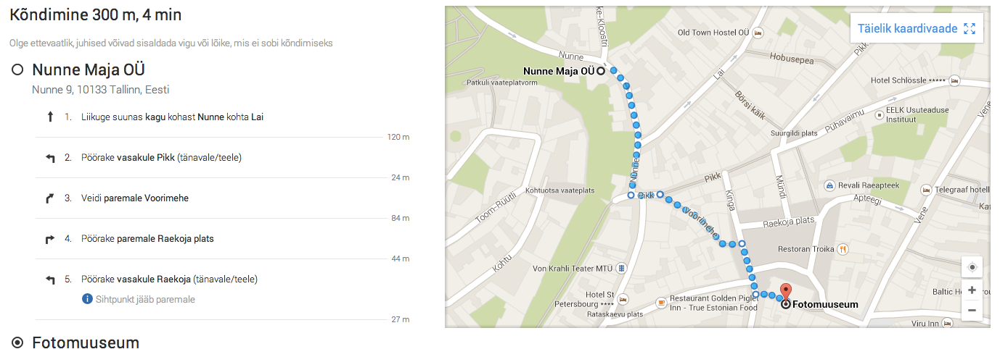 Kõndimine 300 m, 4 min
Olge ettevaatlik, juhised võivad sisaldada vigu või lõike, mis ei sobi kõndimiseks
Nunne Maja OÜ
Nunne 9, 10133 Tallinn, Eesti
1. Liikuge suunas kagu kohast Nunne kohta Lai
120 m
2. Pöörake vasakule Pikk (tänavale/teele)
24 m
3. Veidi paremale Voorimehe
84 m
4. Pöörake paremale Raekoja plats
44 m
5. Pöörake vasakule Raekoja (tänavale/teele)
Sihtpunkt jääb paremale
27 m
Fotomuuseum
Täielik kaardivaade
ke-Kloostri
Old Town Hostel OÜ
Pikk
Nunne
Hobusepea
Nunne Maja OÜ
Lai
Patkuli vaateplatvorm
Hotel Schlössle *****
Börsi käik
EELK Usuteaduse
Instituut
Vene
Pühavaimu
Suurgildi plats
Nunne
Pikk
Mündi
Revali Raeapteek
Kohtuotsa vaateplats
Pikk
Kinga
Telegraaf hotell
Toom-Rüütli
Apteegi
Vene
Voorimehe
Raekoja plats
Restoran Troika
Kohtu
Von Krahli Teater MTÜ
Hotel St
Petersbourg ****
Restaurant Golden Piglet
Inn - True Estonian Food
Fotomuuseum
Rataskaevu plats
Baltic Ho
Viru Inn